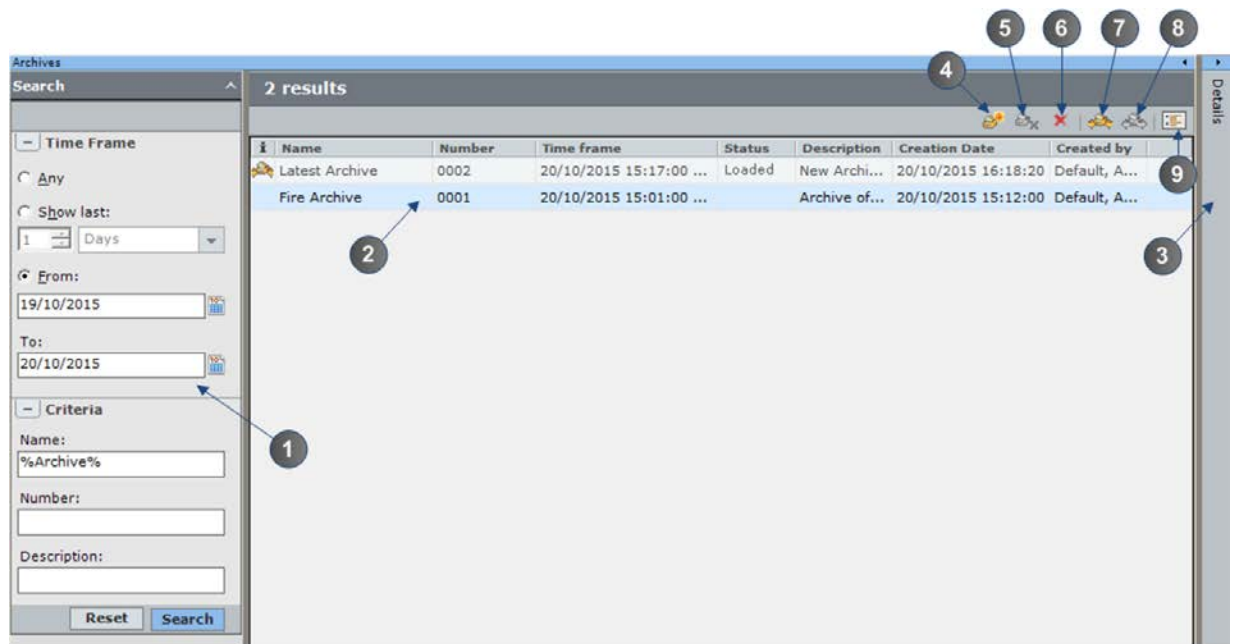 5 6 7 8
4
Archives
Search
2 results
Details
Time Frame
Any
Show last:
1 Days
From:
19/10/2015
To:
20/10/2015
Criteria
Name:
%Archive%
Number:
Description:
Reset Search
i Name Number Time frame Status Description Creation Date Created by
Latest Archive 0002 20/10/2015 15:17:00 ... Loaded New Archi... 20/10/2015 16:18:20 Default, A...
Fire Archive 0001 20/10/2015 15:01:00 ... Archive of... 20/10/2015 15:12:00 Default, A...
9
2
3
1